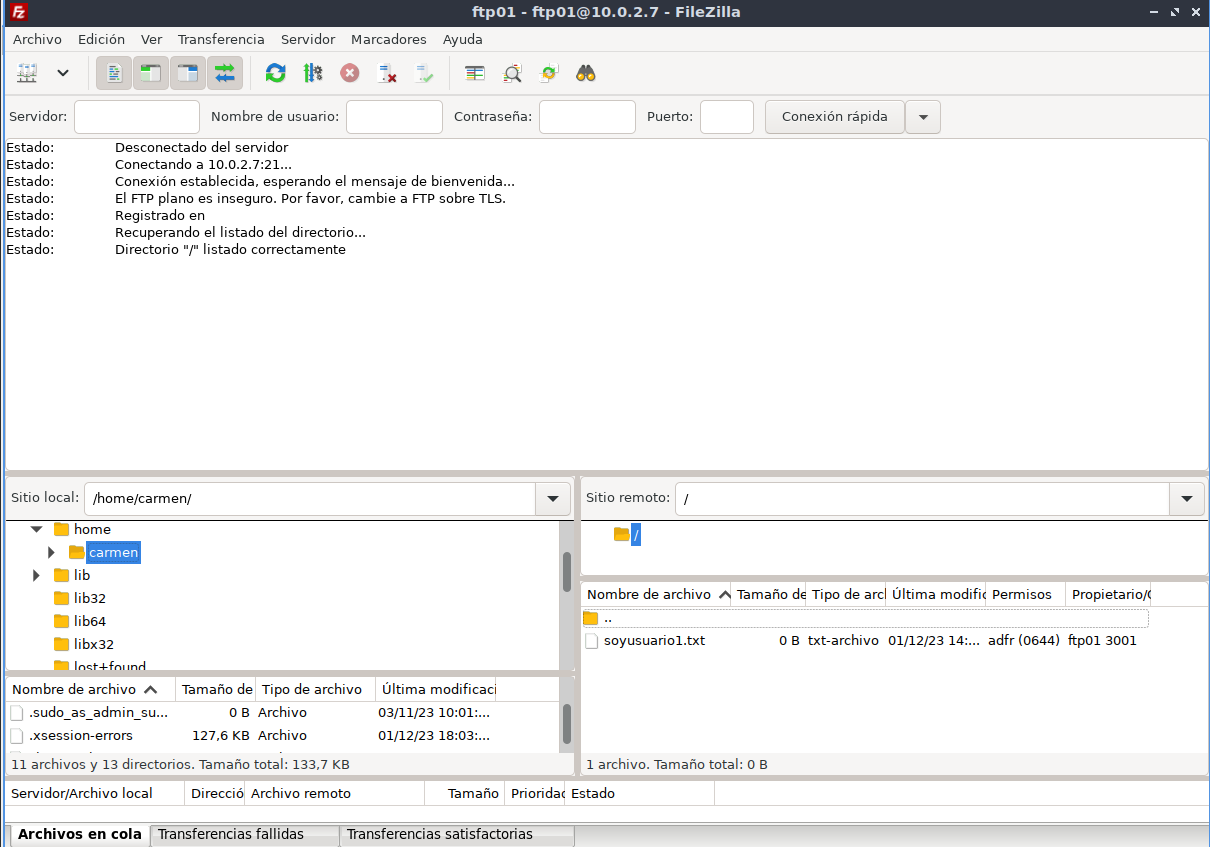 ftp01 - ftp01@10.0.2.7 - FileZilla
Archivo Edición Ver Transferencia Servidor Marcadores Ayuda
Servidor: Nombre de usuario: Contraseña: Puerto: Conexión rápida
Estado: Desconectado del servidor
Estado: Conectando a 10.0.2.7:21...
Estado: Conexión establecida, esperando el mensaje de bienvenida...
Estado: El FTP plano es inseguro. Por favor, cambie a FTP sobre TLS.
Estado: Registrado en
Estado: Recuperando el listado del directorio...
Estado: Directorio "/" listado correctamente
Sitio local: /home/carmen/
home
carmen
lib
lib32
lib64
libx32
lost+found
Nombre de archivo Tamaño de Tipo de archivo Última modificaci
.sudo_as_admin_su... 0 B Archivo 03/11/23 10:01:...
.xsession-errors 127,6 KB Archivo 01/12/23 18:03:...
11 archivos y 13 directorios. Tamaño total: 133,7 KB
Sitio remoto: /
/
Nombre de archivo Tamaño de Tipo de arcl Última modific Permisos Propietario/G
..
soyusuario1.txt 0 B txt-archivo 01/12/23 14:... adfr (0644) ftp01 3001
1 archivo. Tamaño total: 0 B
Servidor/Archivo local Direcció Archivo remoto Tamaño Prioridad Estado
Archivos en cola Transferencias fallidas Transferencias satisfactorias